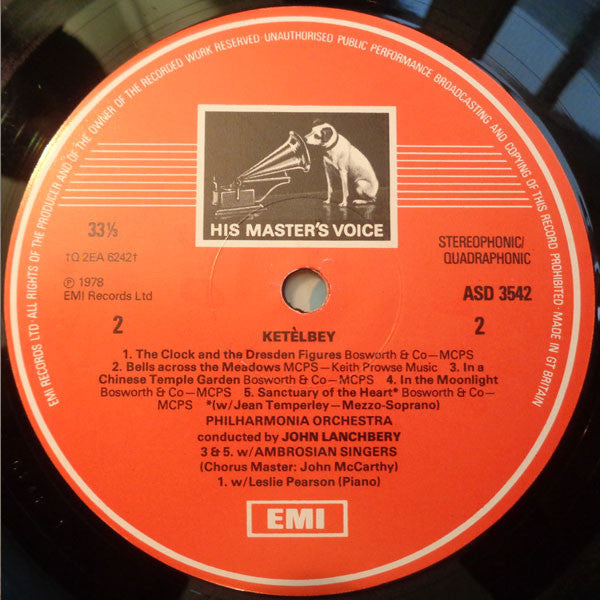 EMI RECORDS LTD ALL RIGHTS OF THE PRODUCER AND OF THE OWNER OF THE RECORDED WORK RESERVED·UNAUTHORISED PUBLIC PERFORMANCE BROADCASTING AND COPYING OF THIS RECORD PROHIBITED·MADE IN GT BRITAIN
HIS MASTER'S VOICE
33⅓
†Q 2EA 6242†
Ⓟ 1978
EMI Records Ltd
STEREOPHONIC/
QUADRAPHONIC
ASD 3542
2
2
KETÈLBEY
1. The Clock and the Dresden Figures Bosworth & Co—MCPS
2. Bells across the Meadows MCPS—Keith Prowse Music 3. In a
Chinese Temple Garden Bosworth & Co—MCPS 4. In the Moonlight
Bosworth & Co—MCPS 5. Sanctuary of the Heart* Bosworth & Co—
MCPS *(w/Jean Temperley—Mezzo-Soprano)
PHILHARMONIA ORCHESTRA
conducted by JOHN LANCHBERY
3 & 5. w/AMBROSIAN SINGERS
(Chorus Master: John McCarthy)
1. w/Leslie Pearson (Piano)
EMI